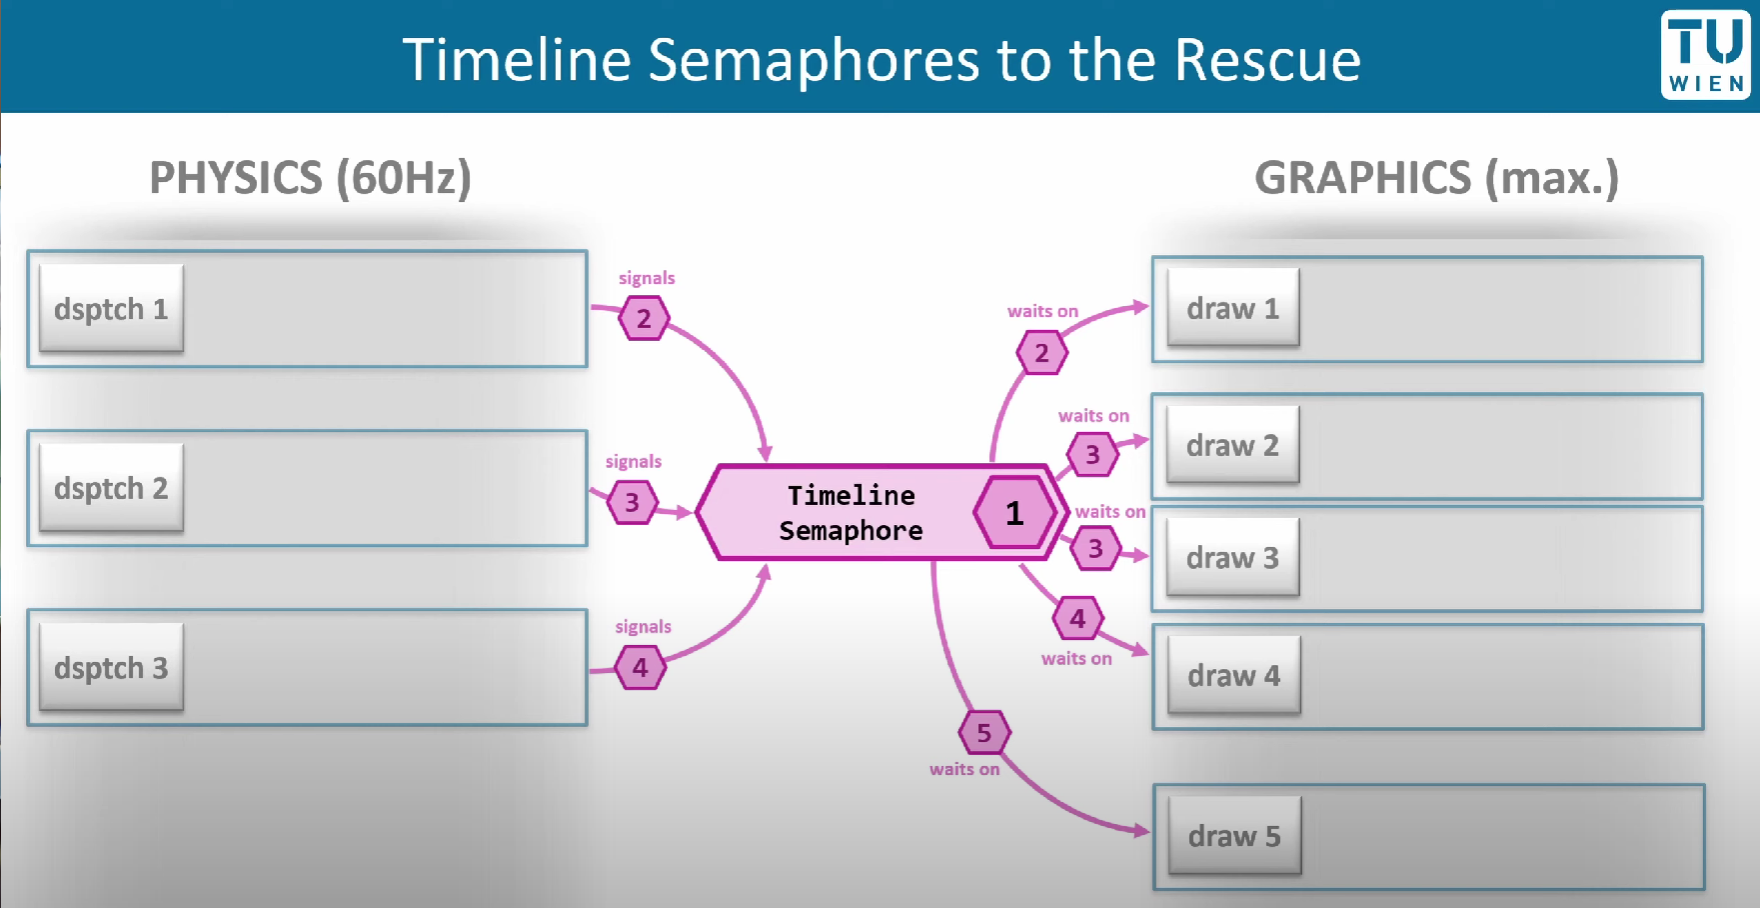 Timeline Semaphores to the Rescue
TU
WIEN
PHYSICS (60Hz)
GRAPHICS (max.)
dsptch 1
signals
2
waits on
2
draw 1
dsptch 2
signals
3
waits on
3
draw 2
Timeline
Semaphore
1
waits on
3
draw 3
dsptch 3
signals
4
4
waits on
draw 4
5
waits on
draw 5